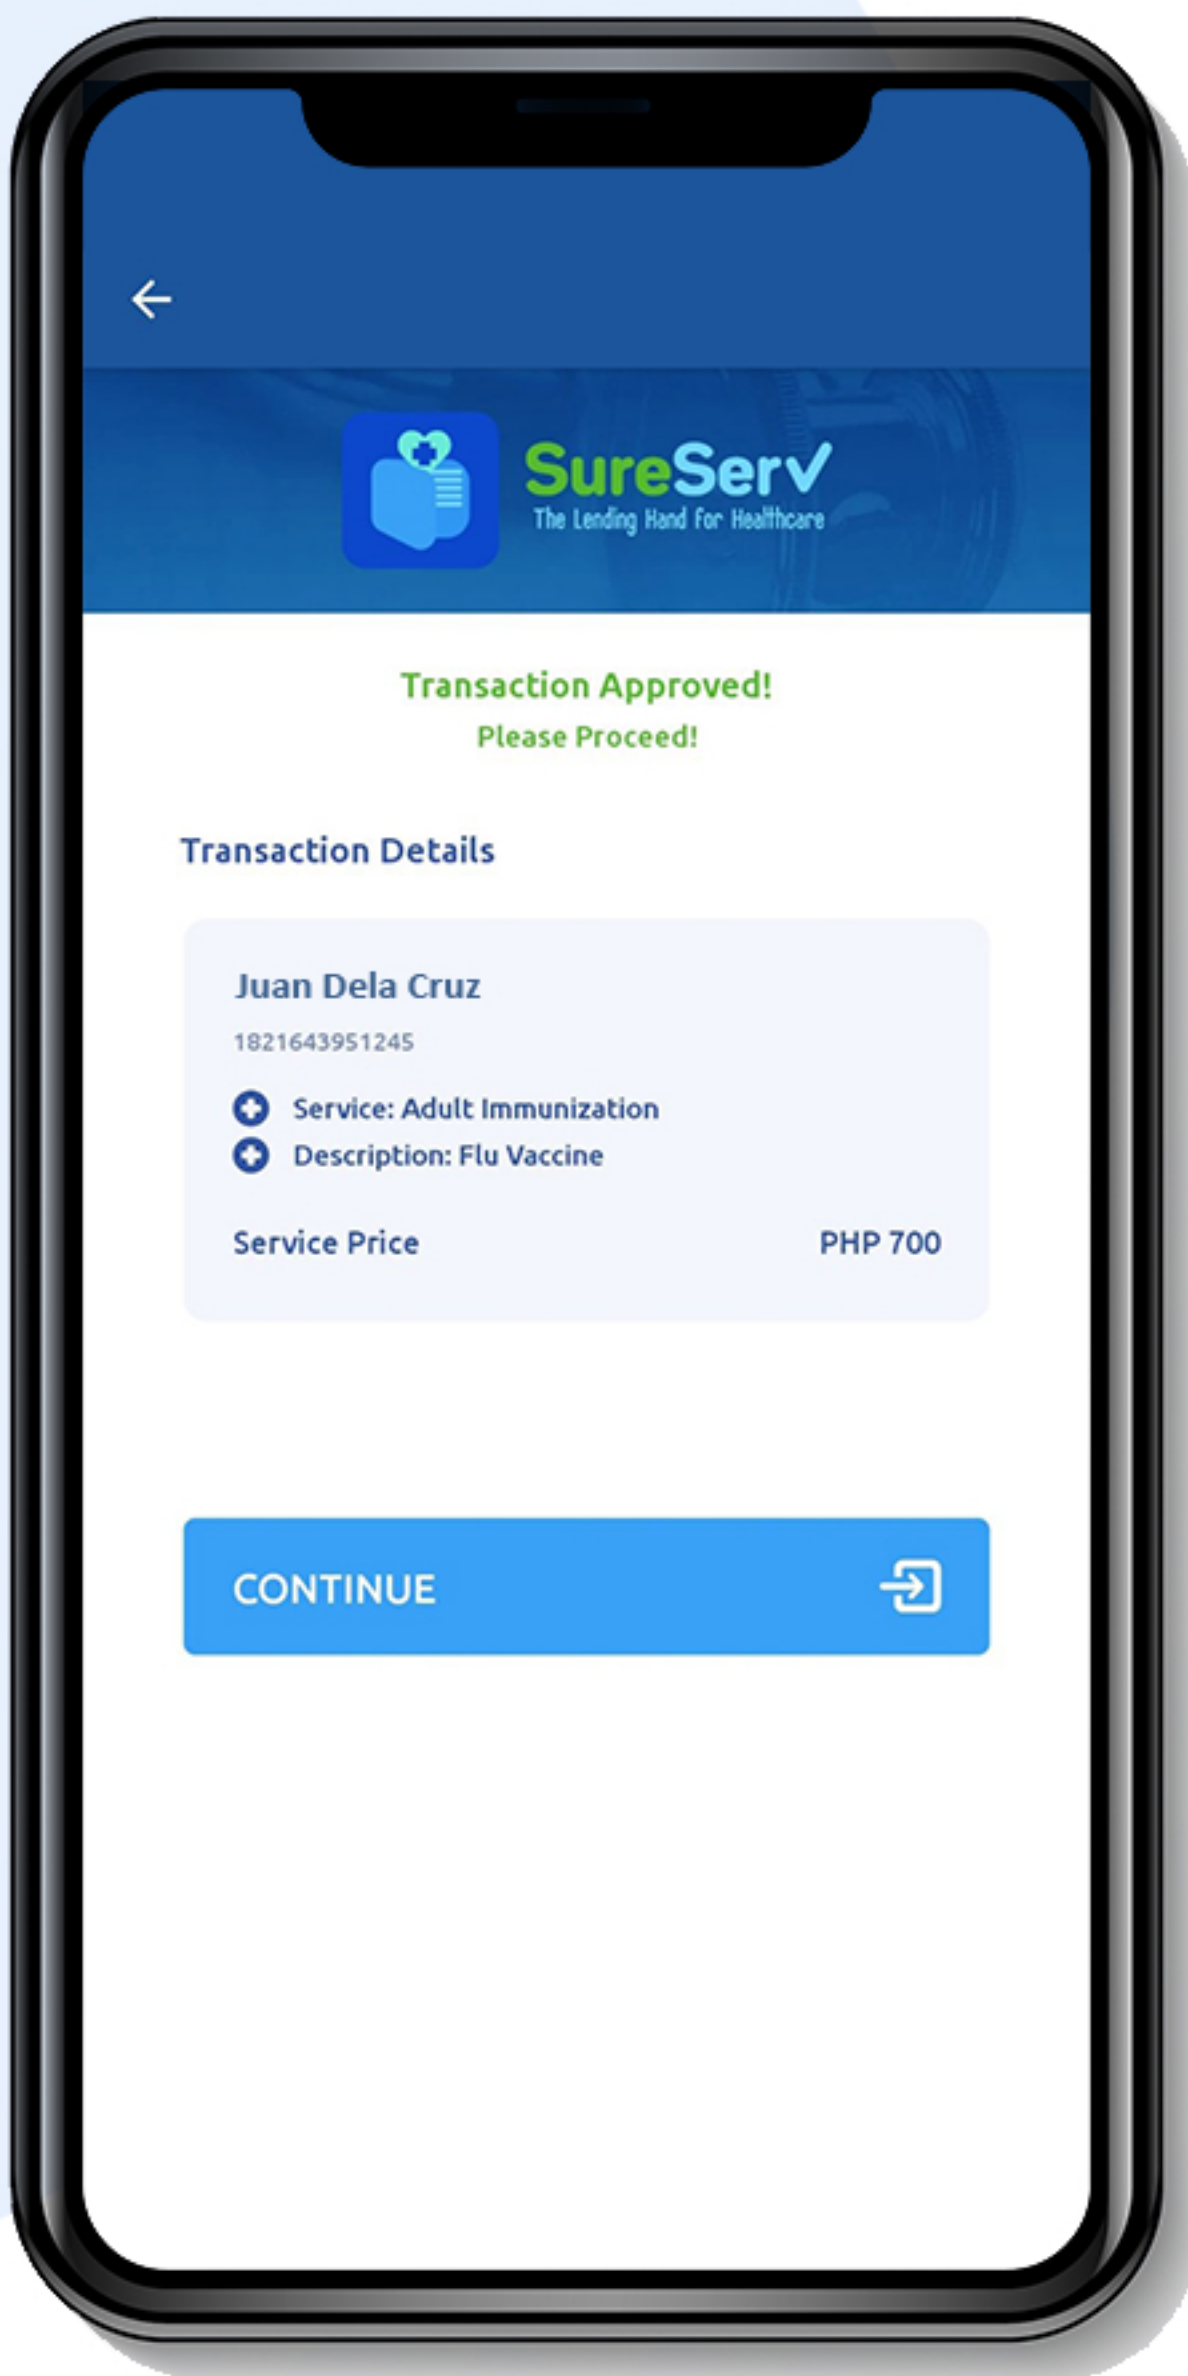 SureServ
The Lending Hand for Healthcare
Transaction Approved!
Please Proceed!
Transaction Details
Juan Dela Cruz
1821643951245
Service: Adult Immunization
Description: Flu Vaccine
Service Price PHP 700
CONTINUE